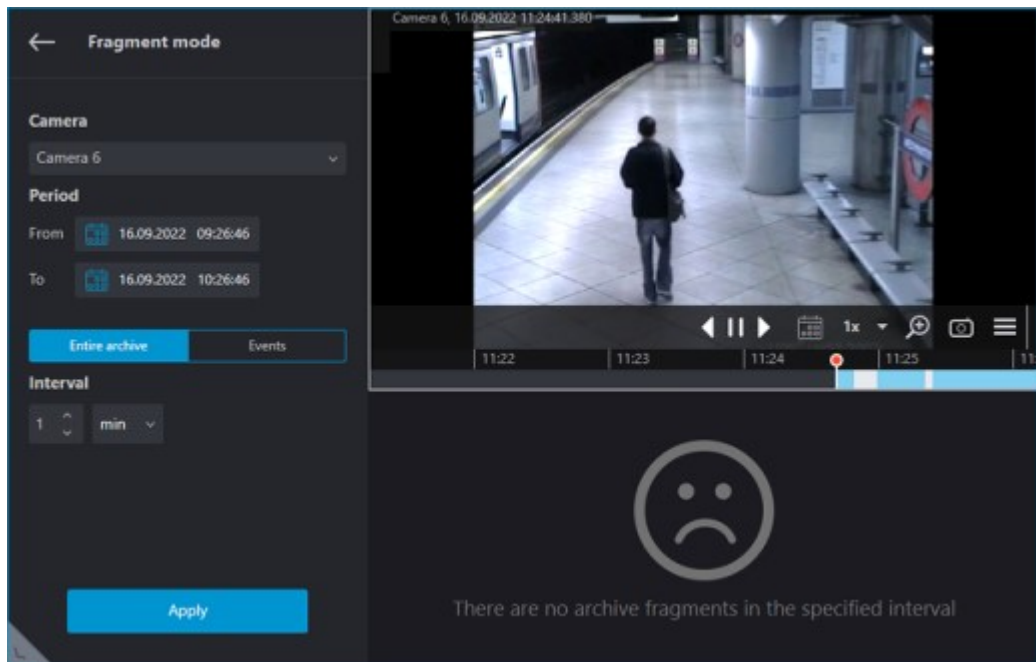 Fragment mode
Camera
Camera 6
Period
From 16.09.2022 09:26:46
To 16.09.2022 10:26:46
Entire archive Events
Interval
1 min
Apply
Camera 6, 16.09.2022 11:24:41.380
1x
11:22 11:23 11:24 11:25 11:
There are no archive fragments in the specified interval